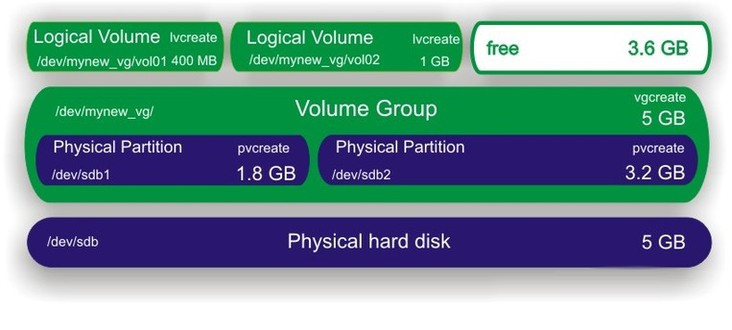 Logical Volume lvcreate
/dev/mynew_vg/vol01 400 MB
Logical Volume lvcreate
/dev/mynew_vg/vol02 1 GB
free 3.6 GB
/dev/mynew_vg/ Volume Group vgcreate
5 GB
Physical Partition pvcreate
/dev/sdb1 1.8 GB
Physical Partition pvcreate
/dev/sdb2 3.2 GB
/dev/sdb Physical hard disk 5 GB